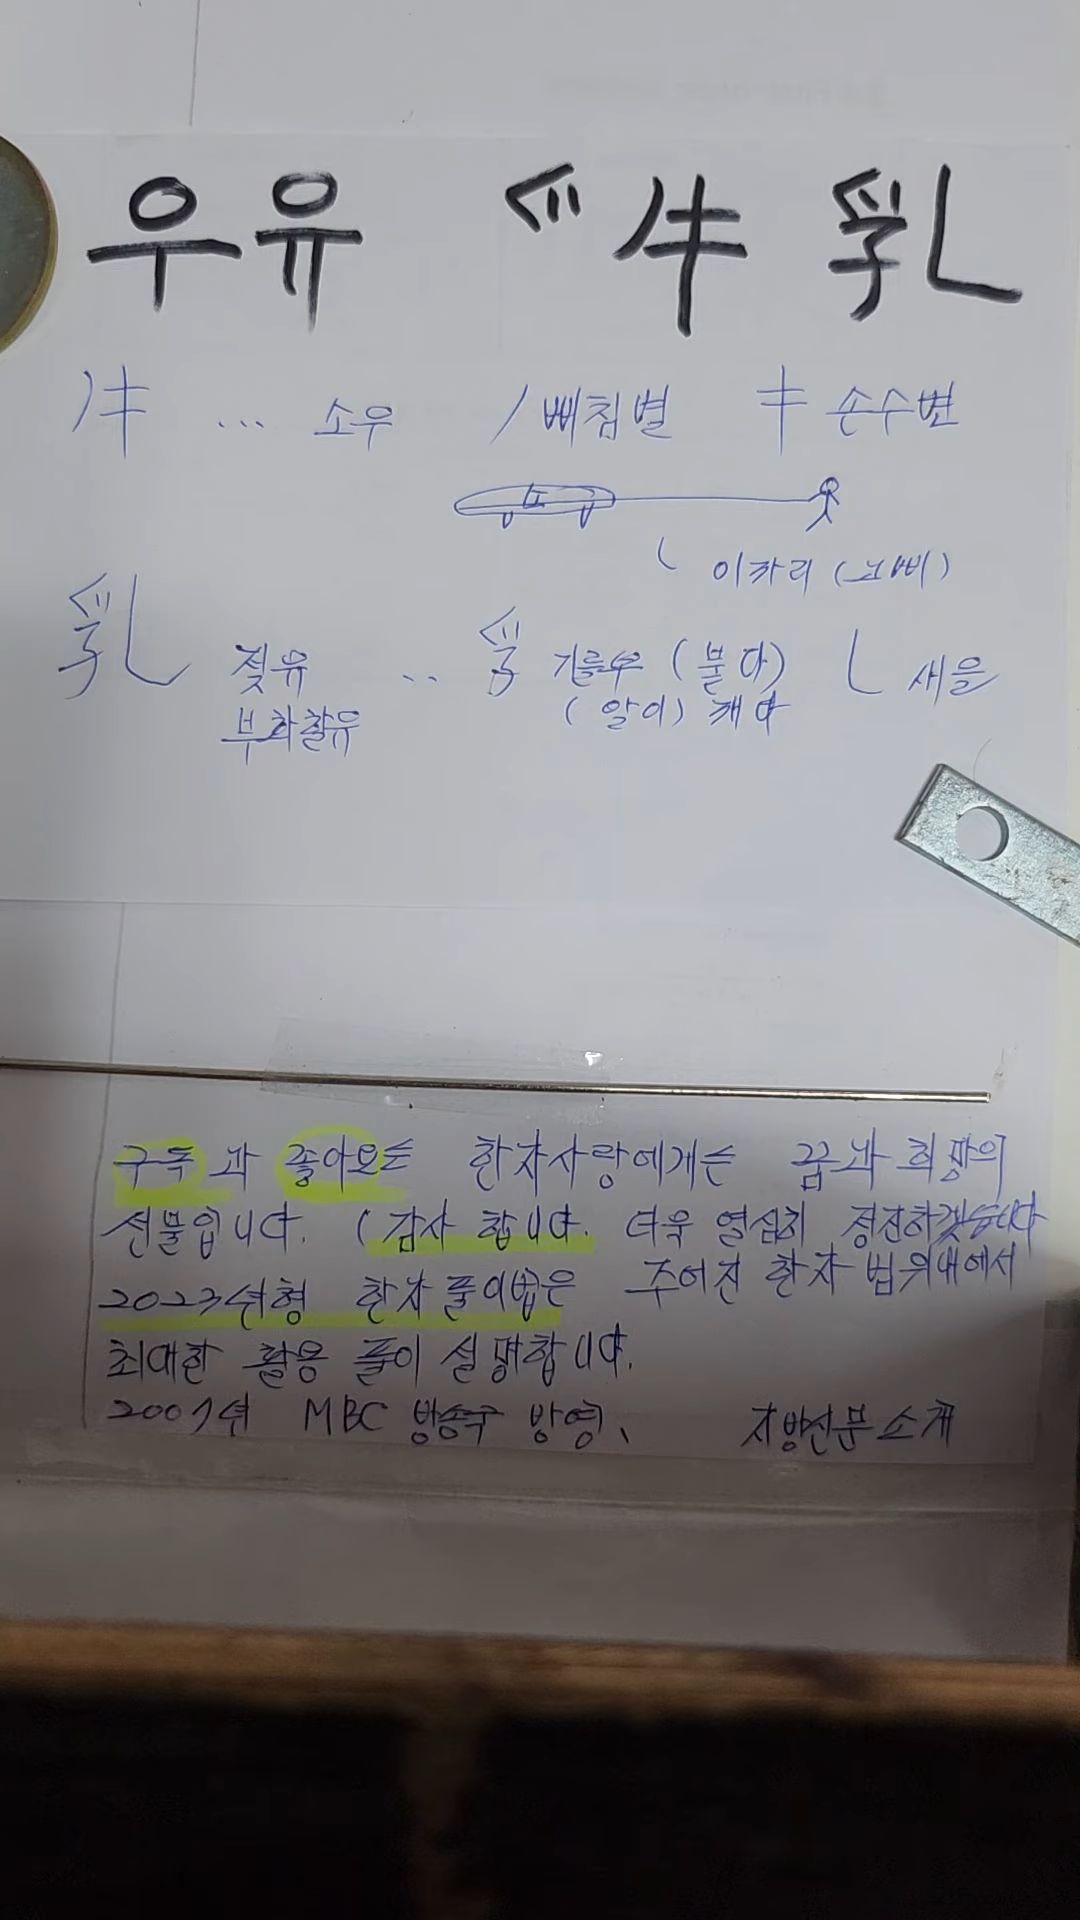 우유 牛 乳
牛 ... 소우 丿 삐침별 キ 손수변
이카리 (고삐)
乳 젖유 .. 孚 기를부 (붙다) 乚 새을
부화할유 (알이) 깨다
구독과 좋아요는 한자사랑에게는 꿈과 희망의
선물입니다. (감사 합니다. 더욱 열심히 정진하겠습니다
2023년형 한자 풀이법은 주어진 한자 범위내에서
최대한 활용 풀이 설명합니다.
2007년 MBC 방송국 방영、 지방신문소개